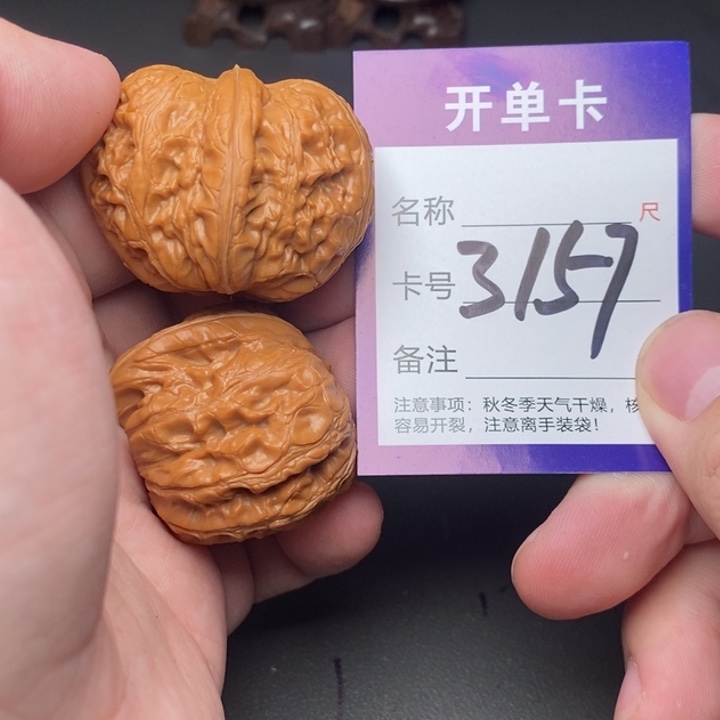 开单卡
名称 尺
卡号 3157
备注
注意事项：秋冬季天气干燥，核
容易开裂，注意离手装袋！